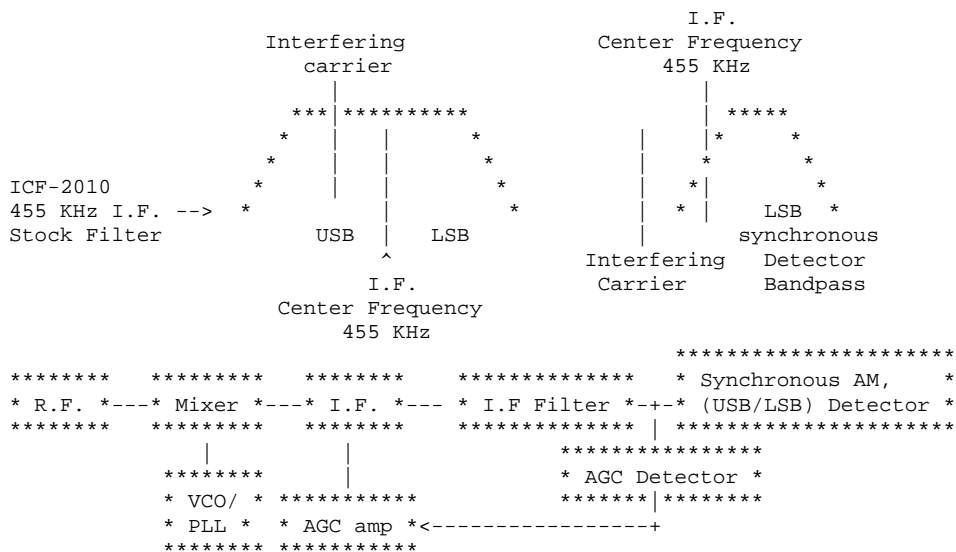 I.F.
Interfering Center Frequency
carrier 455 KHz
ICF-2010
455 KHz I.F. --> LSB
Stock Filter USB LSB synchronous
^ Interfering Detector
I.F. Carrier Bandpass
Center Frequency
455 KHz
* Synchronous AM, *
* R.F. *---* Mixer *---* I.F. *--- * I.F Filter *-+-* (USB/LSB) Detector *
* AGC Detector *
* VCO/ *
* PLL * * AGC amp *<-----------------+